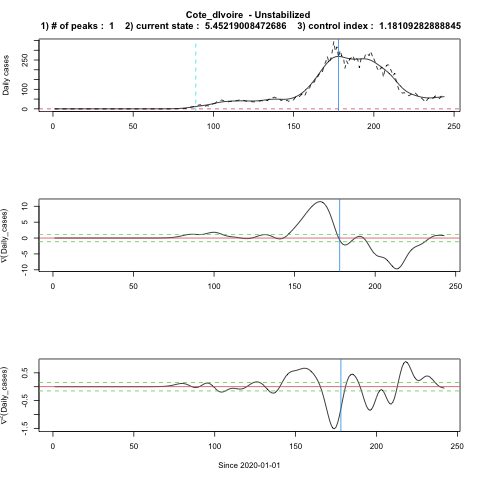 Cote_dIvoire - Unstabilized
1) # of peaks : 1 2) current state : 5.45219008472686 3) control index : 1.18109282888845
Daily cases
250
100
0
0 50 100 150 200 250
∇(Daily_cases)
10
5
0
-5
-10
0 50 100 150 200 250
∇²(Daily_cases)
0.5
-0.5
-1.5
0 50 100 150 200 250
Since 2020-01-01